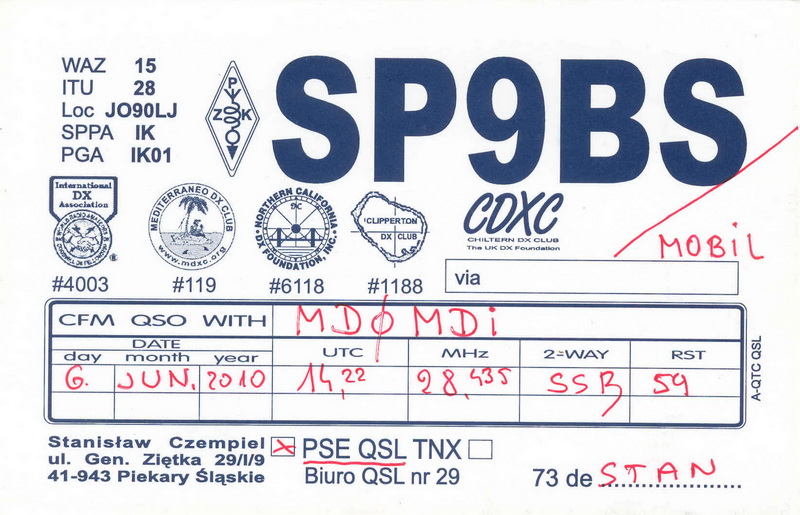 WAZ 15
ITU 28
Loc JO90LJ
SPPA IK
PGA IK01
PZK
SP9BS
/ MOBiL
International
DX
Association
#4003
MEDITERRANEO DX CLUB
www.mdxc.org
#119
NORTHERN CALIFORNIA
DX FOUNDATION, INC.
#6118
CLIPPERTON
DX CLUB
#1188
CDXC
CHILTERN DX CLUB
The UK DX Foundation
via
CFM QSO WITH MDØMDi
DATE
day month year UTC MHz 2-WAY RST
6. JUN. 2010 14,22 28,435 SSB 59
A-QTC QSL
Stanisław Czempiel
ul. Gen. Ziętka 29/I/9
41-943 Piekary Śląskie
X PSE QSL TNX
Biuro QSL nr 29
73 de STAN